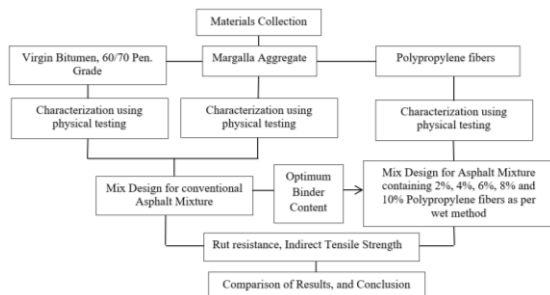 Materials Collection
Virgin Bitumen, 60/70 Pen.
Grade
Margalla Aggregate
Polypropylene fibers
Characterization using
physical testing
Characterization using
physical testing
Characterization using
physical testing
Mix Design for conventional
Asphalt Mixture
Optimum
Binder
Content
Mix Design for Asphalt Mixture
containing 2%, 4%, 6%, 8% and
10% Polypropylene fibers as per
wet method
Rut resistance, Indirect Tensile Strength
Comparison of Results, and Conclusion